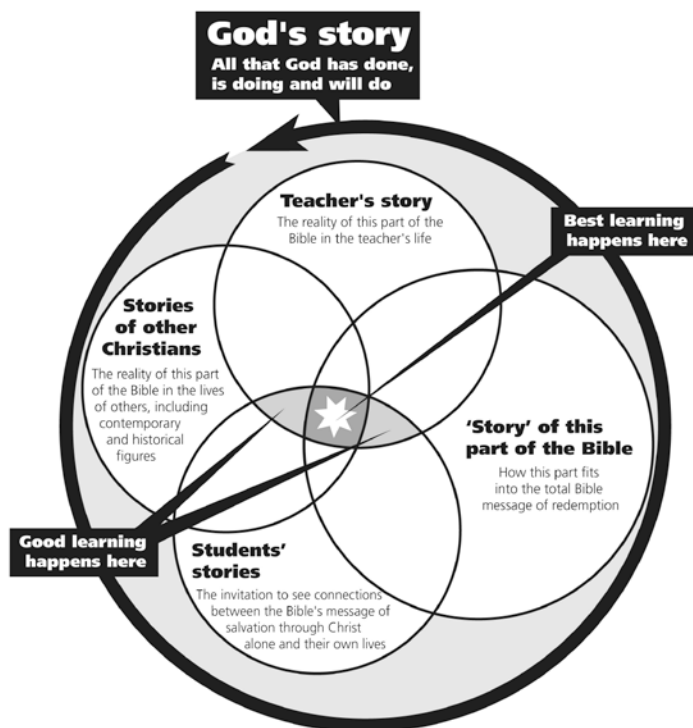 God's story
All that God has done,
is doing and will do
Teacher's story
The reality of this part of the
Bible in the teacher's life
Best learning
happens here
Stories
of other
Christians
The reality of this part
of the Bible in the lives
of others, including
contemporary
and historical
figures
‘Story’ of this
part of the Bible
How this part fits
into the total Bible
message of redemption
Good learning
happens here
Students’
stories
The invitation to see connections
between the Bible's message of
salvation through Christ
alone and their own lives